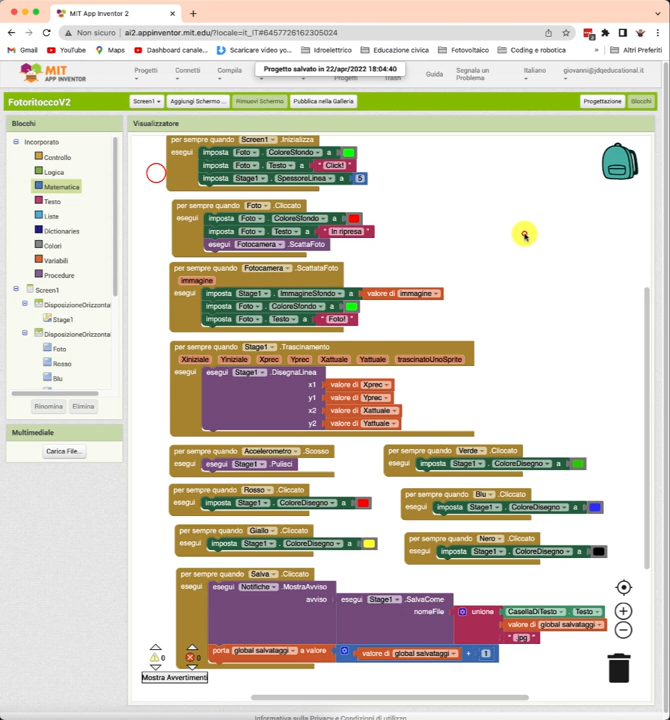 MIT App Inventor 2
Non sicuro | ai2.appinventor.mit.edu/?locale=it_IT#6457726162305024
Gmail YouTube Maps Dashboard canale... Scaricare video yo... Idroelettrico Educazione civica Fotovoltaico Coding e robotica » Altri Preferiti
MIT APP INVENTOR
Progetti Connetti Compila Progetti Trash Guida Segnala un Problema Italiano giovanni@jdqeducational.it
Progetto salvato in 22/apr/2022 18:04:40
FotoritoccoV2 Screen1 Aggiungi Schermo ... Rimuovi Schermo Pubblica nella Galleria Progettazione Blocchi
Blocchi
Incorporato
Controllo
Logica
Matematica
Testo
Liste
Dictionaries
Colori
Variabili
Procedure
Screen1
DisposizioneOrizzontal
Stage1
DisposizioneOrizzontal
Foto
Rosso
Blu
Rinomina Elimina
Multimediale
Carica File...
Visualizzatore
per sempre quando Screen1 .Inizializza
esegui imposta Foto . ColoreSfondo a
imposta Foto . Testo a " Click! "
imposta Stage1 . SpessoreLinea a 5
per sempre quando Foto .Cliccato
esegui imposta Foto . ColoreSfondo a
imposta Foto . Testo a " In ripresa "
esegui Fotocamera .ScattaFoto
per sempre quando Fotocamera .ScattataFoto
immagine
esegui imposta Stage1 . ImmagineSfondo a valore di immagine
imposta Foto . ColoreSfondo a
imposta Foto . Testo a " Foto! "
per sempre quando Stage1 .Trascinamento
Xiniziale Yiniziale Xprec Yprec Xattuale Yattuale trascinatoUnoSprite
esegui esegui Stage1 .DisegnaLinea
x1 valore di Xprec
y1 valore di Yprec
x2 valore di Xattuale
y2 valore di Yattuale
per sempre quando Accelerometro .Scosso
esegui esegui Stage1 .Pulisci
per sempre quando Verde .Cliccato
esegui imposta Stage1 . ColoreDisegno a
per sempre quando Rosso .Cliccato
esegui imposta Stage1 . ColoreDisegno a
per sempre quando Blu .Cliccato
esegui imposta Stage1 . ColoreDisegno a
per sempre quando Giallo .Cliccato
esegui imposta Stage1 . ColoreDisegno a
per sempre quando Nero .Cliccato
esegui imposta Stage1 . ColoreDisegno a
per sempre quando Salva .Cliccato
esegui esegui Notifiche .MostraAvviso
avviso esegui Stage1 .SalvaCome
nomeFile unione CasellaDiTesto . Testo
valore di global salvataggi
" .jpg "
porta global salvataggi a valore valore di global salvataggi + 1
0 0
Mostra Avvertimenti
Informativa sulla Privacy e Condizioni di utilizzo